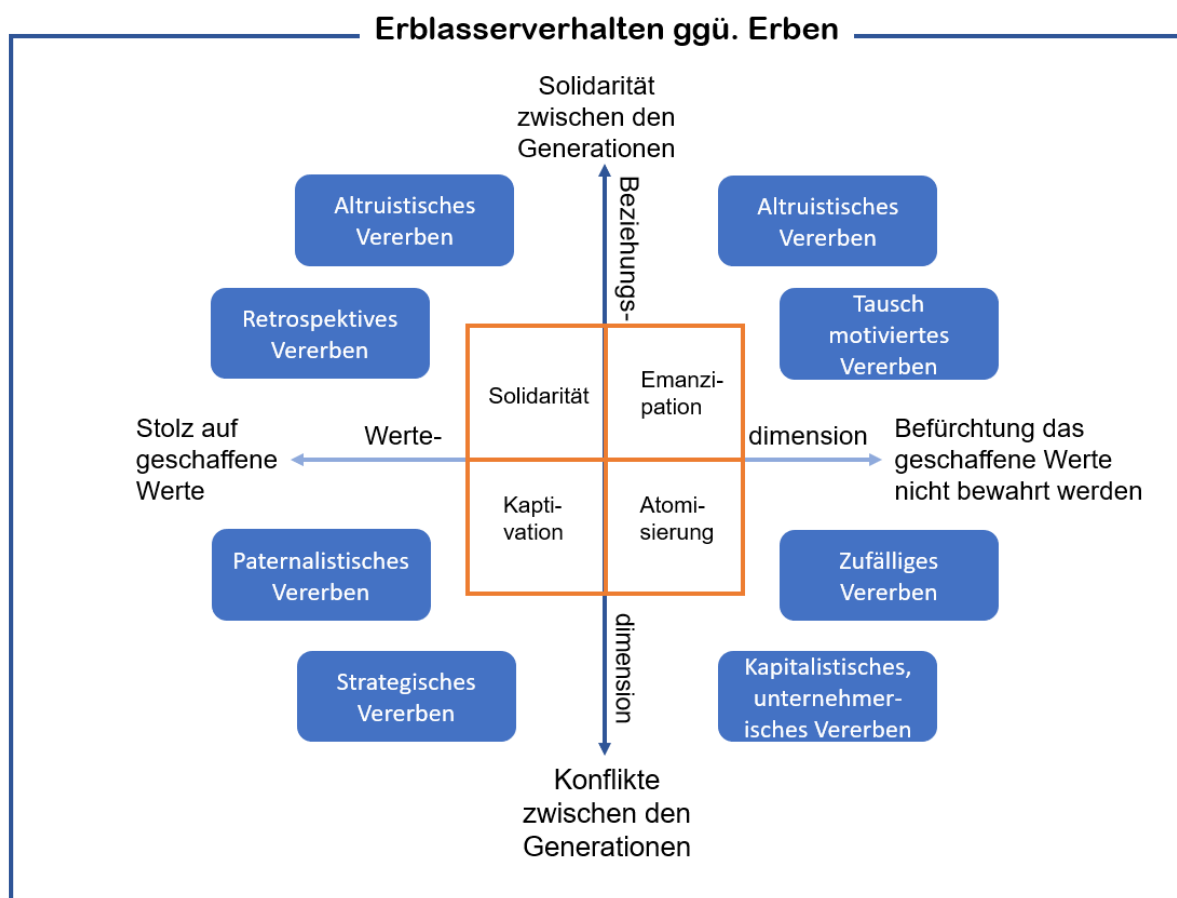 Erblasserverhalten ggü. Erben
Solidarität
zwischen den
Generationen
Beziehungs-
Altruistisches
Vererben
Altruistisches
Vererben
Retrospektives
Vererben
Tausch
motiviertes
Vererben
Solidarität
Emanzi-
pation
Stolz auf
geschaffene
Werte
Werte-
dimension
Befürchtung das
geschaffene Werte
nicht bewahrt werden
Kapti-
vation
Atomi-
sierung
Paternalistisches
Vererben
Zufälliges
Vererben
dimension
Strategisches
Vererben
Kapitalistisches,
unternehmer-
isches Vererben
Konflikte
zwischen den
Generationen